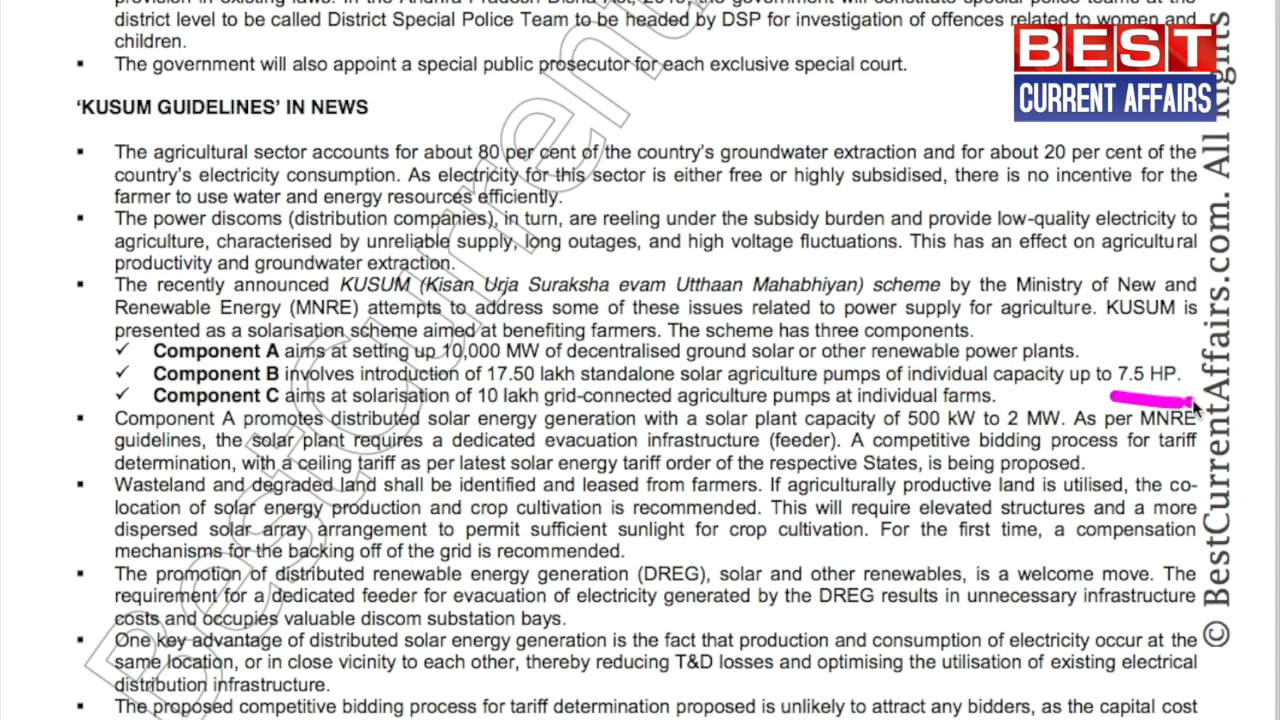 provision in existing laws. In the Andhra Pradesh Disha Act, 2019, the government will constitute special police teams at the
district level to be called District Special Police Team to be headed by DSP for investigation of offences related to women and
children.
▪ The government will also appoint a special public prosecutor for each exclusive special court.
BEST
CURRENT AFFAIRS
‘KUSUM GUIDELINES’ IN NEWS
▪ The agricultural sector accounts for about 80 per cent of the country’s groundwater extraction and for about 20 per cent of the
country’s electricity consumption. As electricity for this sector is either free or highly subsidised, there is no incentive for the
farmer to use water and energy resources efficiently.
▪ The power discoms (distribution companies), in turn, are reeling under the subsidy burden and provide low-quality electricity to
agriculture, characterised by unreliable supply, long outages, and high voltage fluctuations. This has an effect on agricultural
productivity and groundwater extraction.
▪ The recently announced KUSUM (Kisan Urja Suraksha evam Utthaan Mahabhiyan) scheme by the Ministry of New and
Renewable Energy (MNRE) attempts to address some of these issues related to power supply for agriculture. KUSUM is
presented as a solarisation scheme aimed at benefiting farmers. The scheme has three components.
✓ Component A aims at setting up 10,000 MW of decentralised ground solar or other renewable power plants.
✓ Component B involves introduction of 17.50 lakh standalone solar agriculture pumps of individual capacity up to 7.5 HP.
✓ Component C aims at solarisation of 10 lakh grid-connected agriculture pumps at individual farms.
▪ Component A promotes distributed solar energy generation with a solar plant capacity of 500 kW to 2 MW. As per MNRE
guidelines, the solar plant requires a dedicated evacuation infrastructure (feeder). A competitive bidding process for tariff
determination, with a ceiling tariff as per latest solar energy tariff order of the respective States, is being proposed.
▪ Wasteland and degraded land shall be identified and leased from farmers. If agriculturally productive land is utilised, the co-
location of solar energy production and crop cultivation is recommended. This will require elevated structures and a more
dispersed solar array arrangement to permit sufficient sunlight for crop cultivation. For the first time, a compensation
mechanisms for the backing off of the grid is recommended.
▪ The promotion of distributed renewable energy generation (DREG), solar and other renewables, is a welcome move. The
requirement for a dedicated feeder for evacuation of electricity generated by the DREG results in unnecessary infrastructure
costs and occupies valuable discom substation bays.
▪ One key advantage of distributed solar energy generation is the fact that production and consumption of electricity occur at the
same location, or in close vicinity to each other, thereby reducing T&D losses and optimising the utilisation of existing electrical
distribution infrastructure.
▪ The proposed competitive bidding process for tariff determination proposed is unlikely to attract any bidders, as the capital cost
© BestCurrentAffairs.com. All Rights
BestCurrent